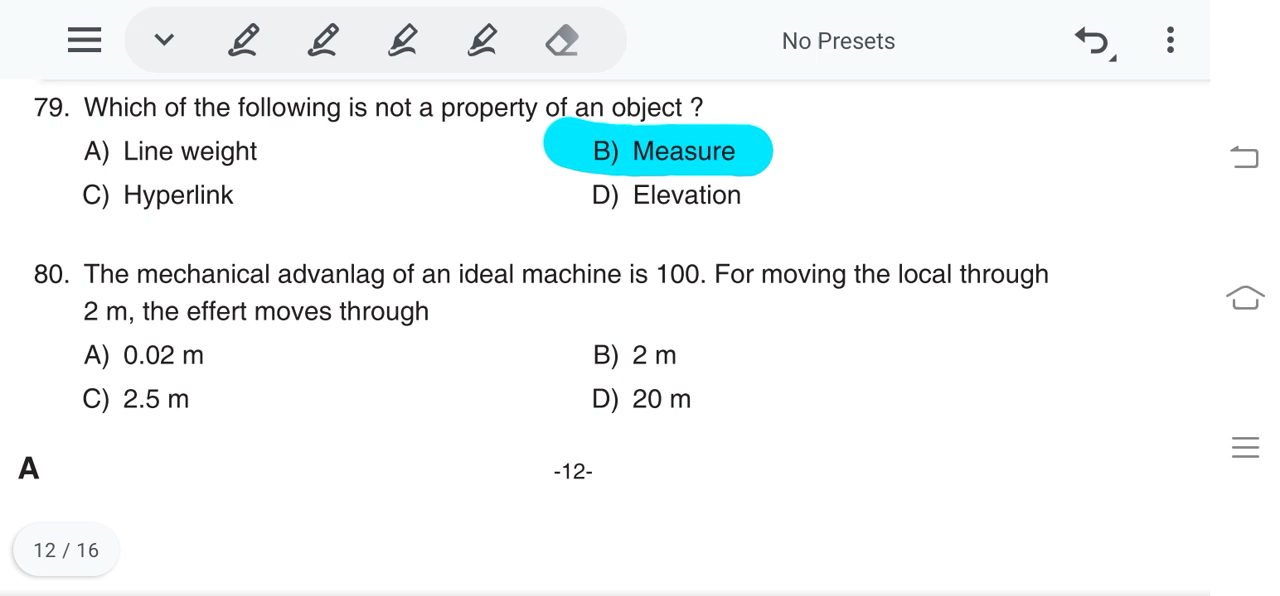 No Presets
79. Which of the following is not a property of an object ?
A) Line weight B) Measure
C) Hyperlink D) Elevation
80. The mechanical advanlag of an ideal machine is 100. For moving the local through
2 m, the effert moves through
A) 0.02 m B) 2 m
C) 2.5 m D) 20 m
A -12-
12 / 16